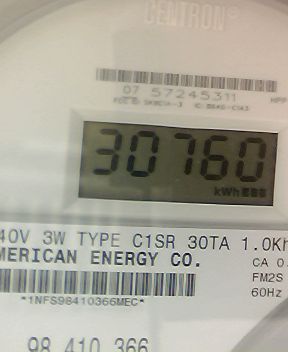 CENTRON®
07 57245311
30760
kWh
40V 3W TYPE C1SR 30TA 1.0Kh
MERICAN ENERGY CO.
CA 0.
FM2S
60Hz
*1NFS98410366MEC*
98 410 366